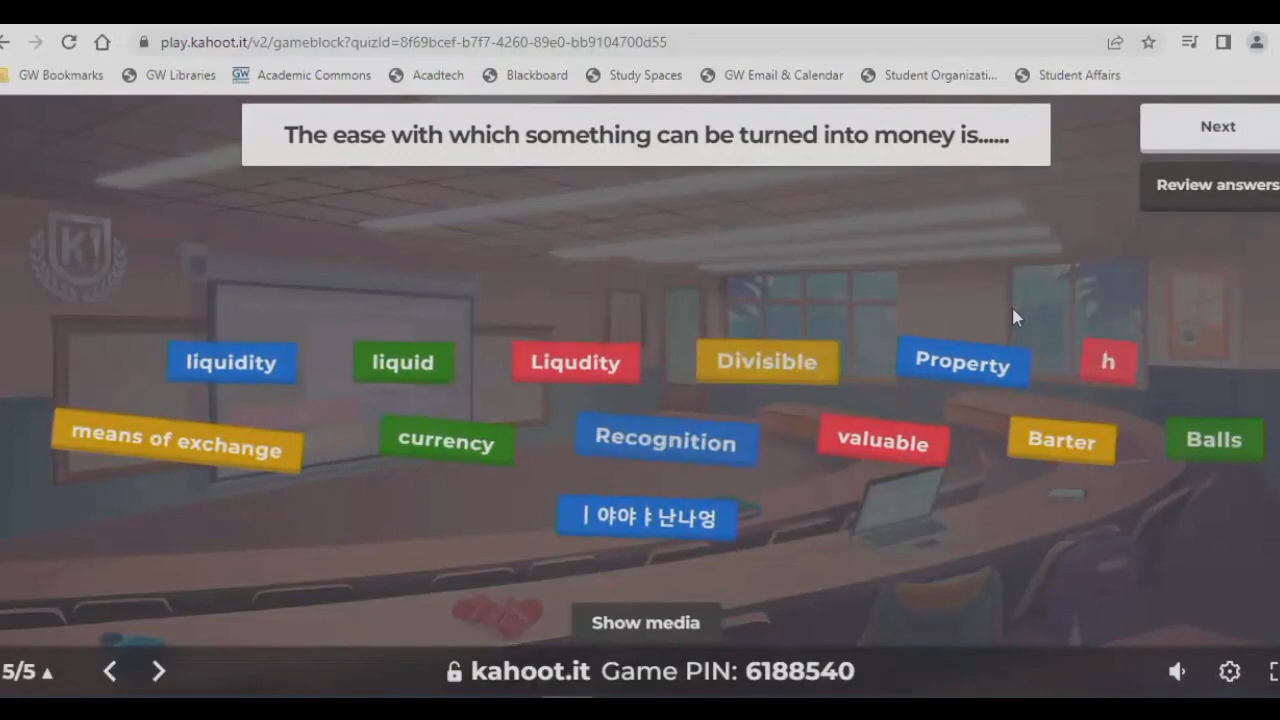 play.kahoot.it/v2/gameblock?quizId=8f69bcef-b7f7-4260-89e0-bb9104700d55
GW Bookmarks GW Libraries GW Academic Commons Acadtech Blackboard Study Spaces GW Email & Calendar Student Organizati... Student Affairs
The ease with which something can be turned into money is......
Next
Review answers
K!
liquidity liquid Liqudity Divisible Property h
means of exchange currency Recognition valuable Barter Balls
ㅣ야야ㅑ난나엉
Show media
5/5 kahoot.it Game PIN: 6188540